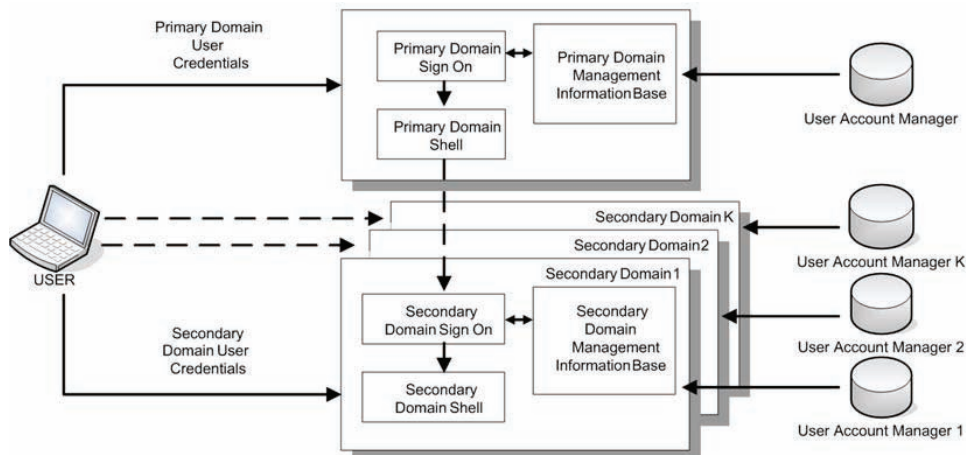 Primary Domain
User
Credentials
Primary Domain
Sign On
Primary Domain
Management
Information Base
Primary Domain
Shell
User Account Manager
Secondary Domain K
Secondary Domain 2
Secondary Domain 1
User Account Manager K
USER
Secondary
Domain Sign On
Secondary
Domain
Management
Information Base
User Account Manager 2
Secondary
Domain User
Credentials
Secondary
Domain Shell
User Account Manager 1